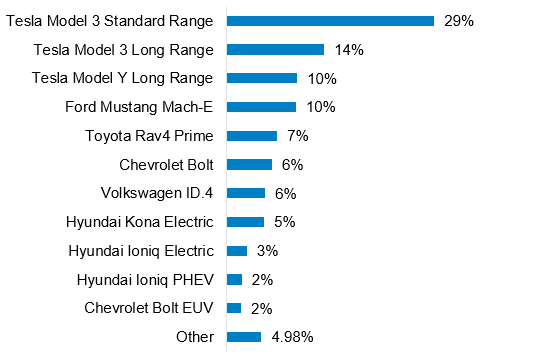 Tesla Model 3 Standard Range 29%
Tesla Model 3 Long Range 14%
Tesla Model Y Long Range 10%
Ford Mustang Mach-E 10%
Toyota Rav4 Prime 7%
Chevrolet Bolt 6%
Volkswagen ID.4 6%
Hyundai Kona Electric 5%
Hyundai Ioniq Electric 3%
Hyundai Ioniq PHEV 2%
Chevrolet Bolt EUV 2%
Other 4.98%